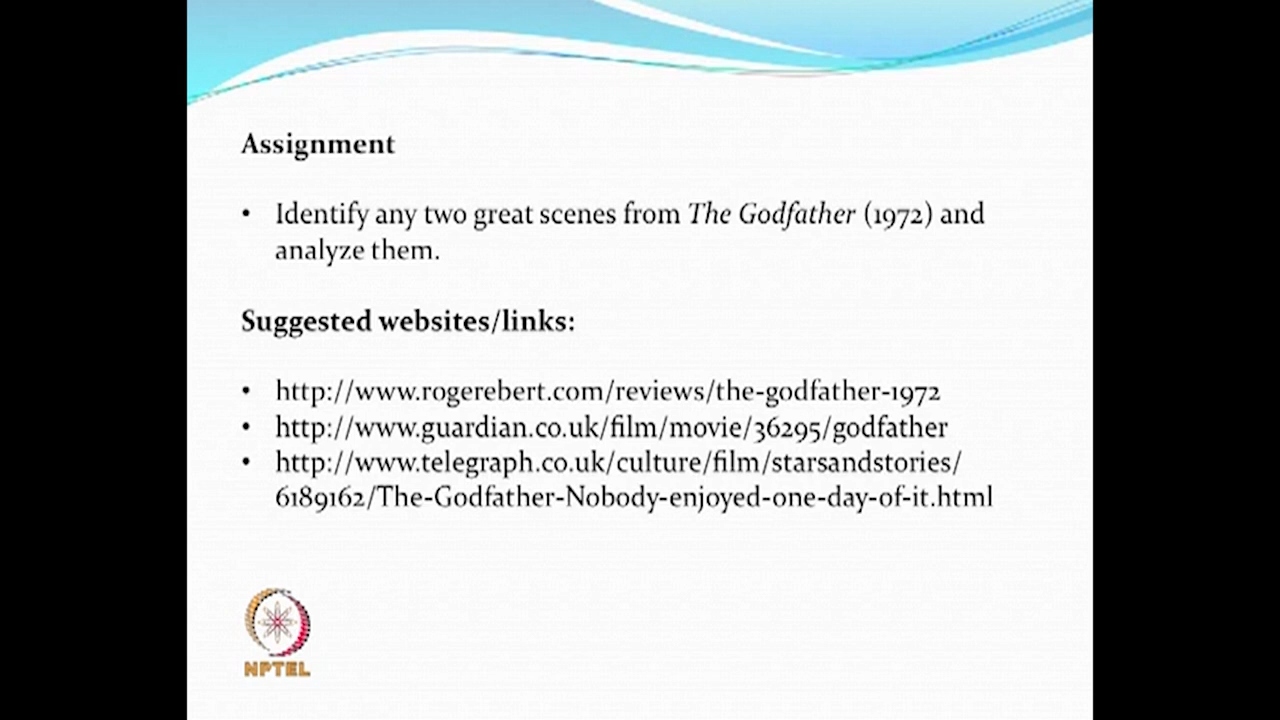 Assignment
• Identify any two great scenes from The Godfather (1972) and
analyze them.
Suggested websites/links:
• http://www.rogerebert.com/reviews/the-godfather-1972
• http://www.guardian.co.uk/film/movie/36295/godfather
• http://www.telegraph.co.uk/culture/film/starsandstories/
6189162/The-Godfather-Nobody-enjoyed-one-day-of-it.html
NPTEL